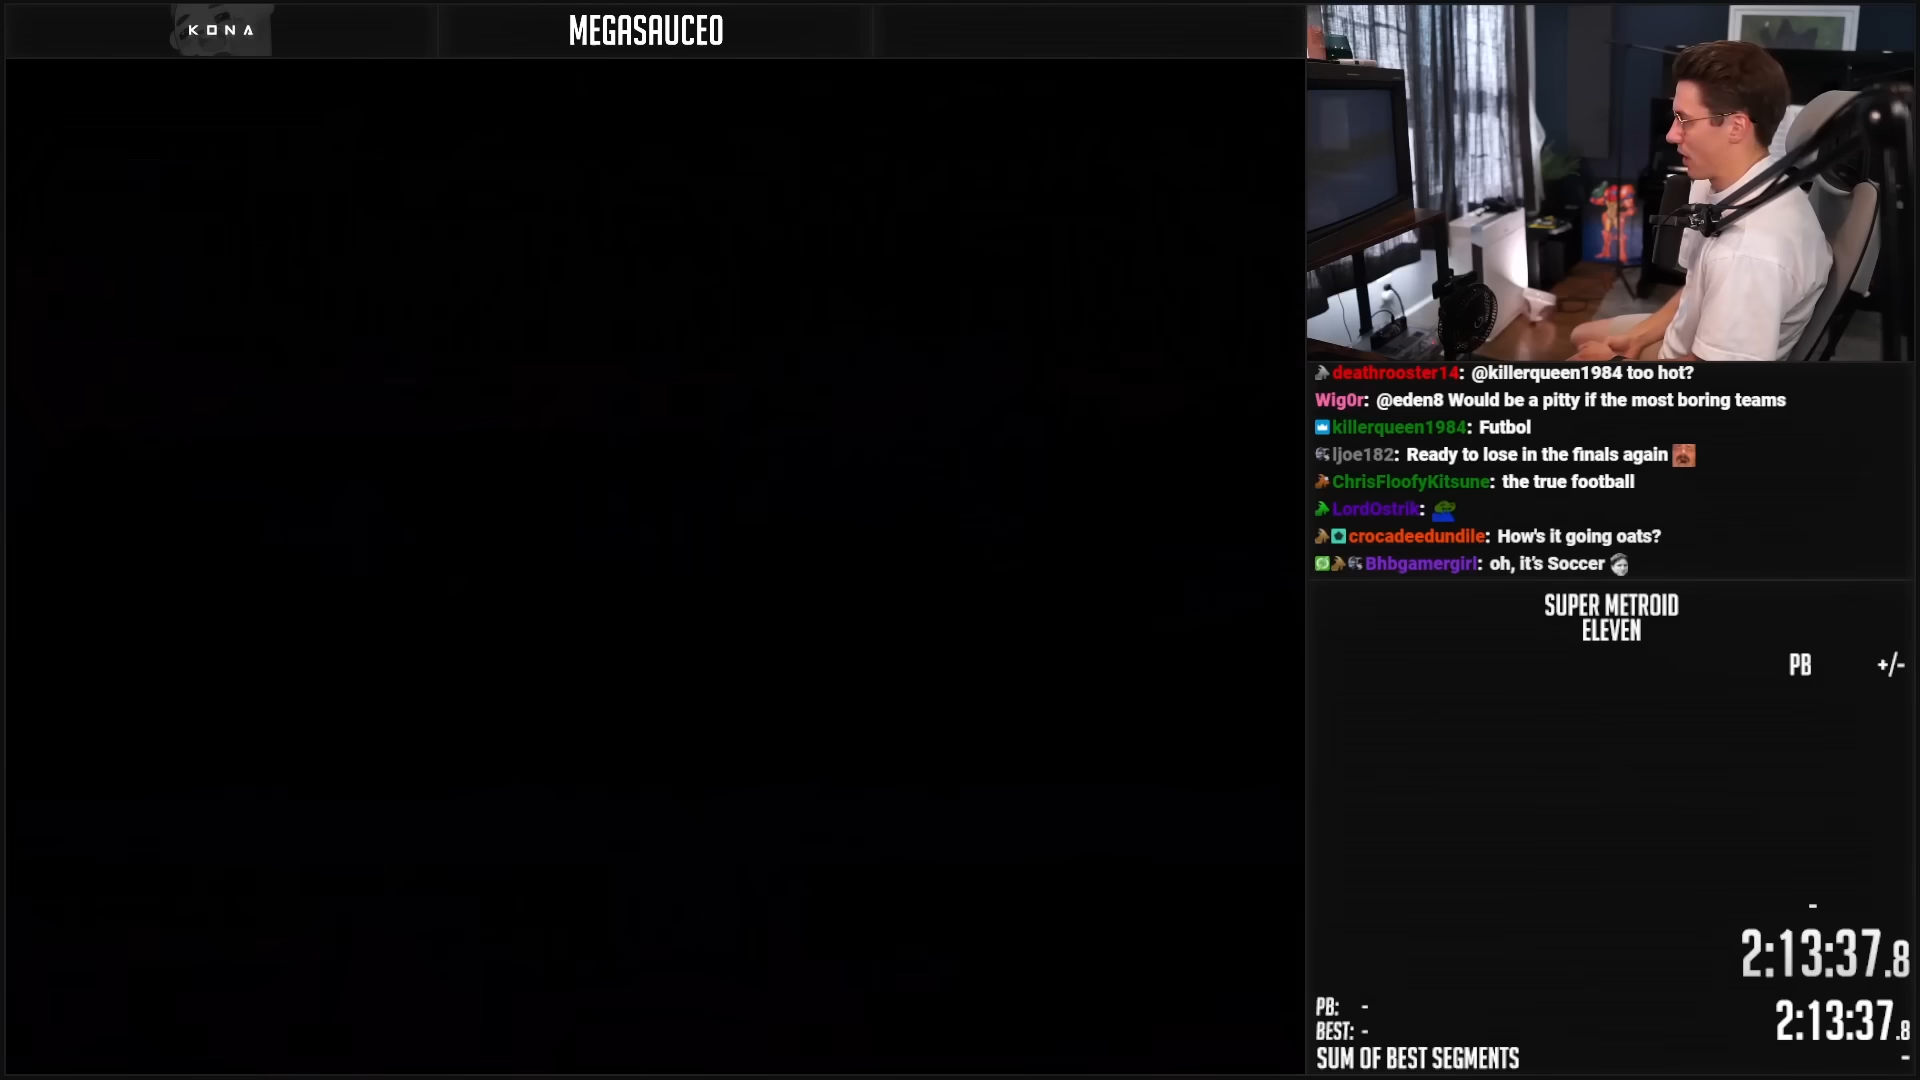 KONA
MEGASAUCEO
deathrooster14: @killerqueen1984 too hot?
Wig0r: @eden8 Would be a pitty if the most boring teams
killerqueen1984: Futbol
ljoe182: Ready to lose in the finals again
ChrisFloofyKitsune: the true football
LordOstrik:
crocadeedundile: How's it going oats?
Bhbgamergirl: oh, it's Soccer
SUPER METROID
ELEVEN
PB +/-
-
2:13:37.8
PB: -
2:13:37.8
BEST: -
SUM OF BEST SEGMENTS -